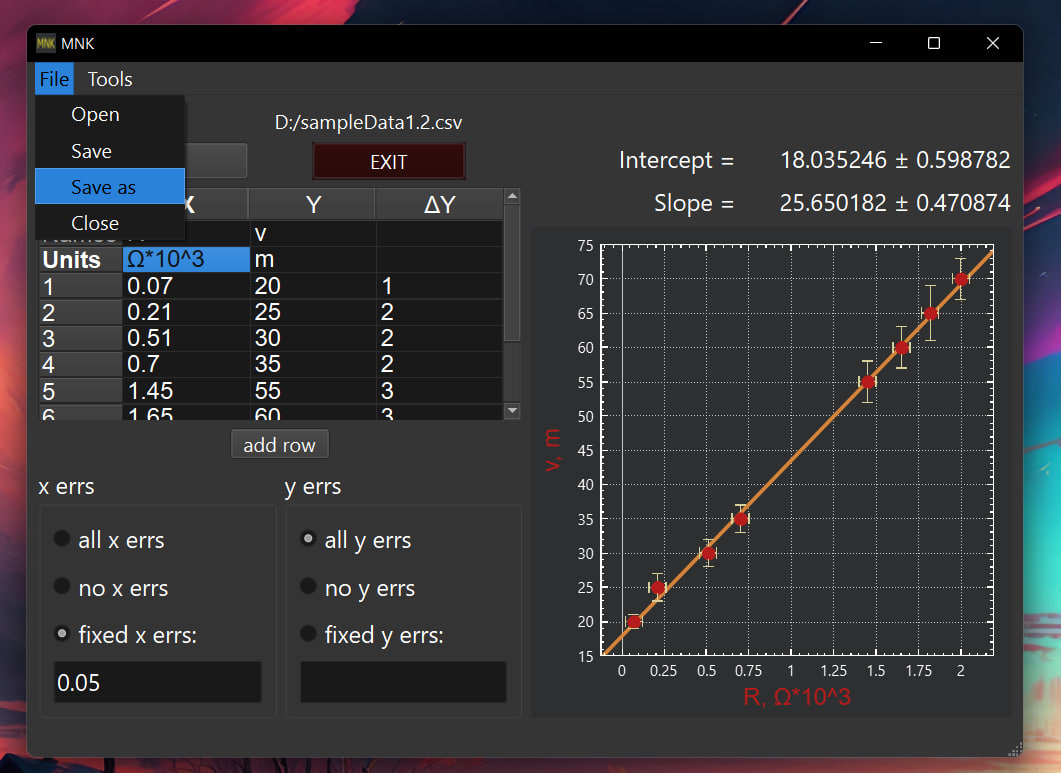 MNK MNK
File Tools
Open
Save
Save as
Close
D:/sampleData1.2.csv
EXIT
Intercept = 18.035246 ± 0.598782
Slope = 25.650182 ± 0.470874
X Y ΔY
v
Units Ω*10^3 m
1 0.07 20 1
2 0.21 25 2
3 0.51 30 2
4 0.7 35 2
5 1.45 55 3
6 1.65 60 3
add row
x errs
all x errs
no x errs
fixed x errs:
0.05
y errs
all y errs
no y errs
fixed y errs:
75
70
65
60
55
50
45
40
35
30
25
20
15
v, m
0 0.25 0.5 0.75 1 1.25 1.5 1.75 2
R, Ω*10^3